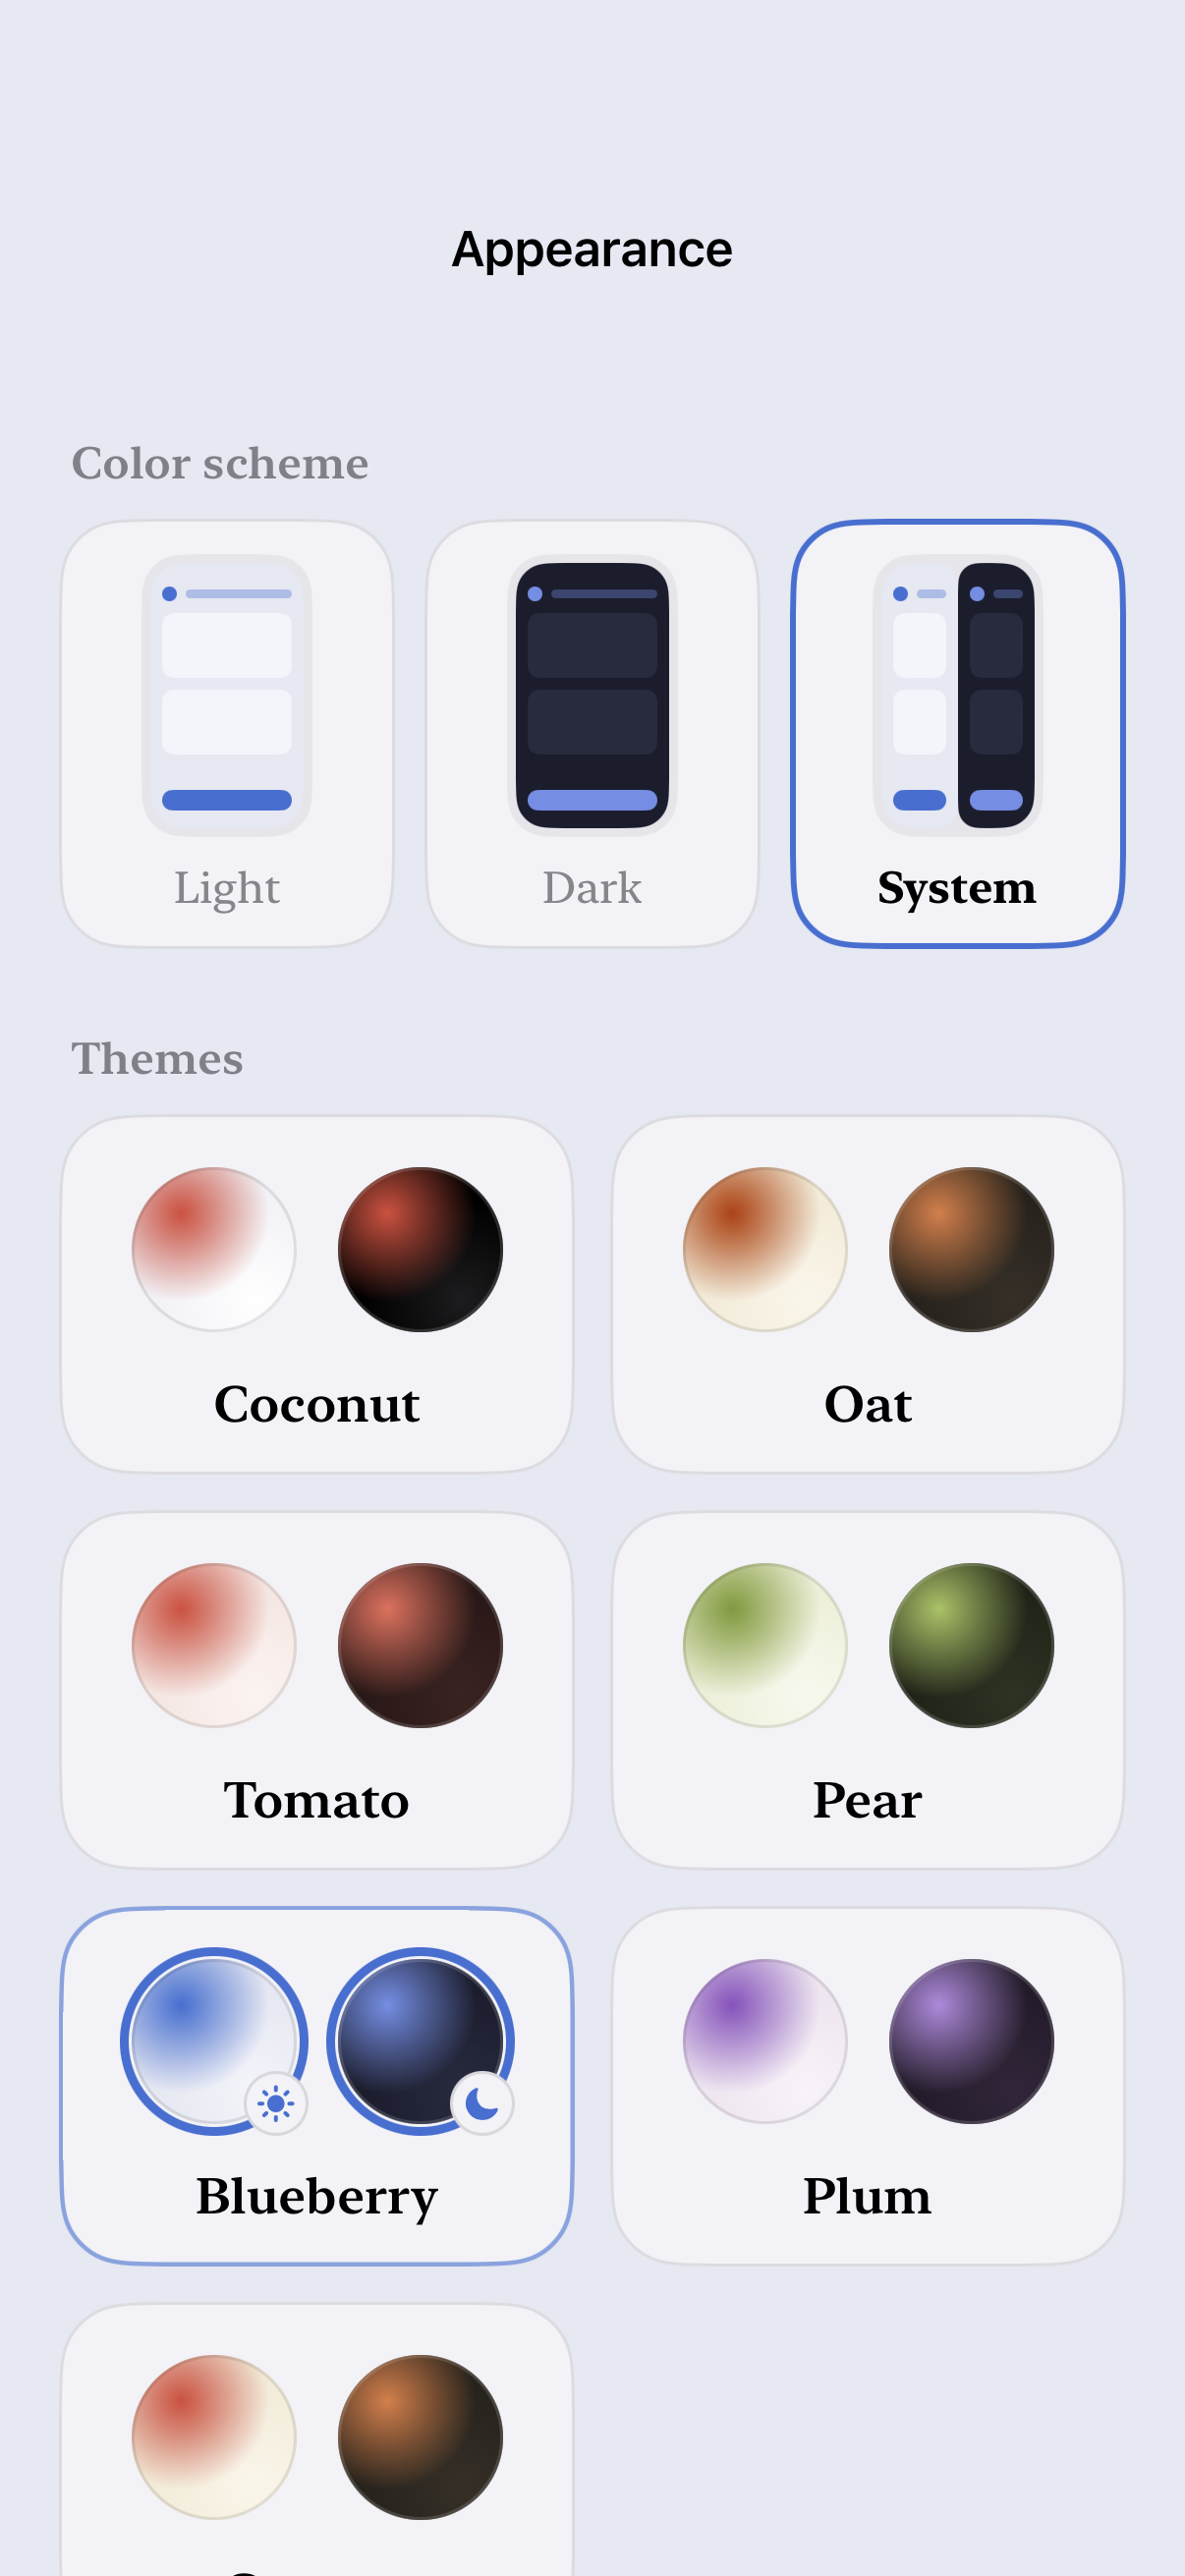 Appearance
Color scheme
Light
Dark
System
Themes
Coconut
Oat
Tomato
Pear
Blueberry
Plum